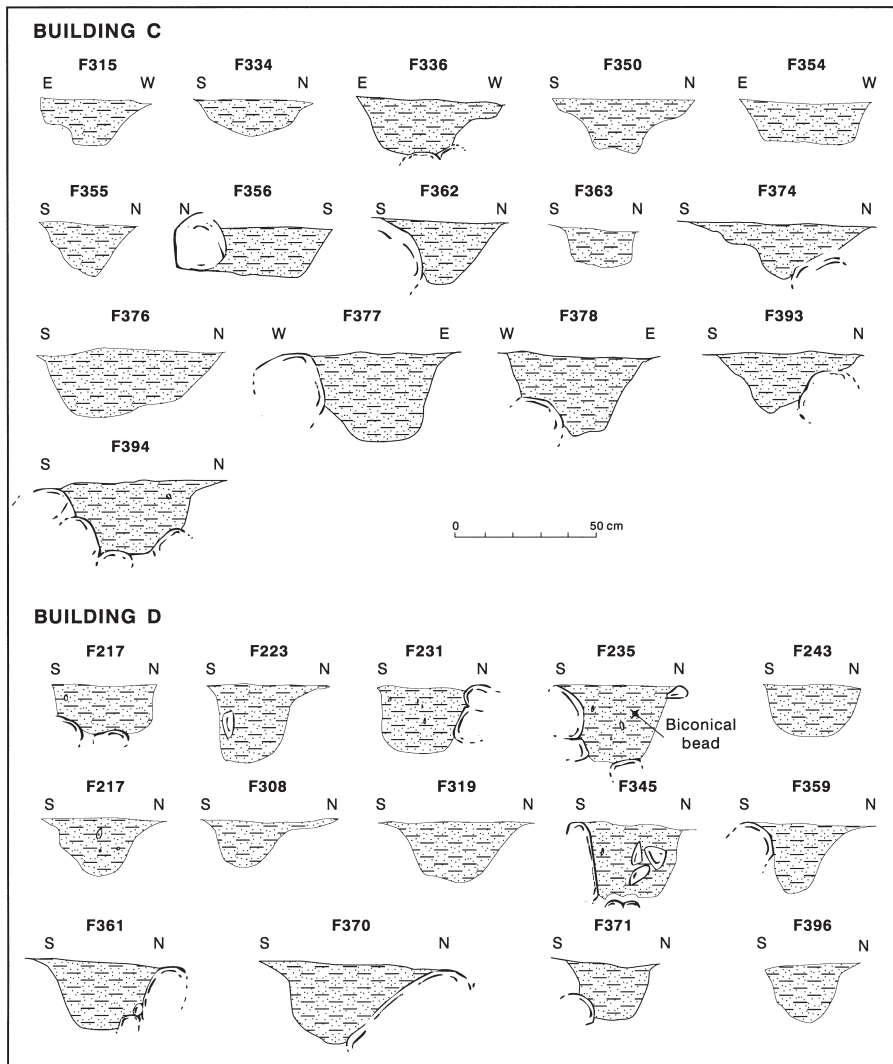 BUILDING C
F315 F334 F336 F350 F354
E W S N E W S N E W
F355 F356 F362 F363 F374
S N N S S N S N S N
F376 F377 F378 F393
S N W E W E S N
F394
S N
0 50 cm
BUILDING D
F217 F223 F231 F235 F243
S N S N S N S N S N
Biconical
bead
F217 F308 F319 F345 F359
S N S N S N S N S N
F361 F370 F371 F396
S N S N S N S N